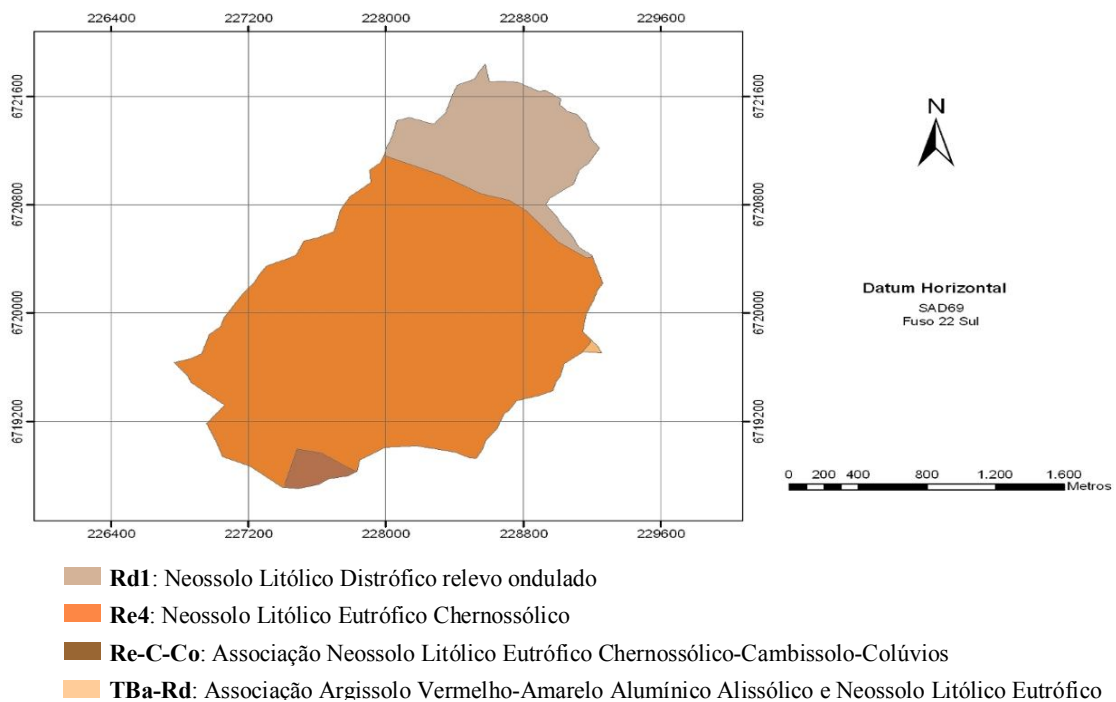 226400 227200 228000 228800 229600
6721600 6721600
6720800 6720800
6720000 6720000
6719200 6719200
226400 227200 228000 228800 229600
N
Datum Horizontal
SAD69
Fuso 22 Sul
0 200 400 800 1.200 1.600
Metros
Rd1: Neossolo Litólico Distrófico relevo ondulado
Re4: Neossolo Litólico Eutrófico Chernossólico
Re-C-Co: Associação Neossolo Litólico Eutrófico Chernossólico-Cambissolo-Colúvios
TBa-Rd: Associação Argissolo Vermelho-Amarelo Alumínico Alissólico e Neossolo Litólico Eutrófico